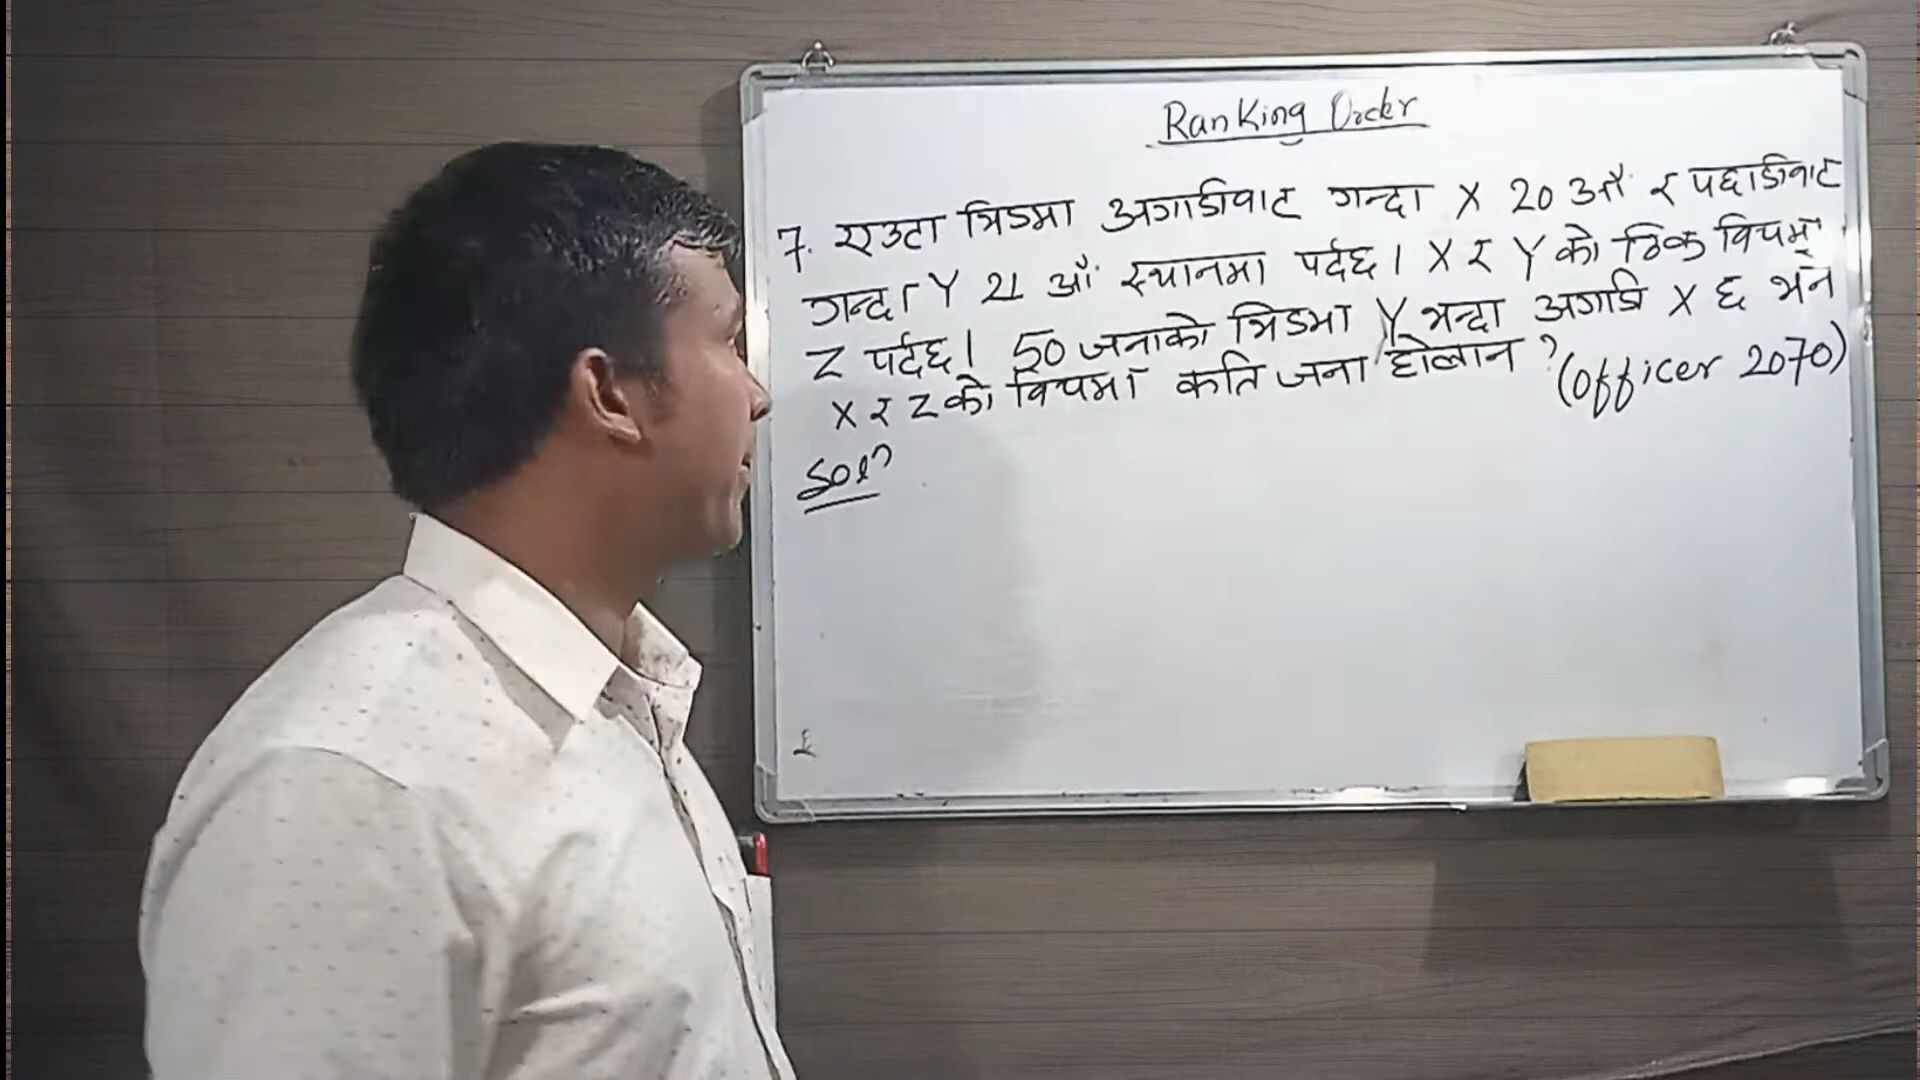 Ranking Order
7. एउटा भिडमा अगाडीवाट गन्दा X 20 औं र पछाडीवाट
गन्दा Y 21 औं स्थानमा पर्दछ। X र Y को ठिक विचमा
Z पर्दछ। 50 जनाको भिडमा Y भन्दा अगाडी X छ भने
X र Z को विचमा कति जना होलान ? (officer 2070)
Solⁿ